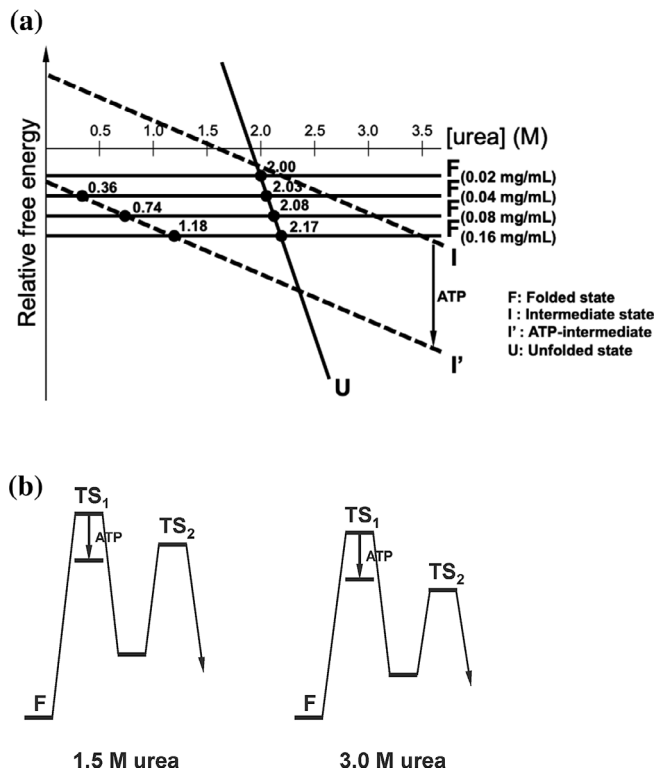 (a)
Relative free energy
0.5 1.0 1.5 2.0 2.5 3.0 3.5 [urea] (M)
2.00 F(0.02 mg/mL)
0.36 2.03 F(0.04 mg/mL)
0.74 2.08 F(0.08 mg/mL)
1.18 2.17 F(0.16 mg/mL)
I
ATP
I'
U
F: Folded state
I : Intermediate state
I' : ATP-intermediate
U: Unfolded state
(b)
TS1
ATP
TS2
F
1.5 M urea
TS1
ATP
TS2
F
3.0 M urea